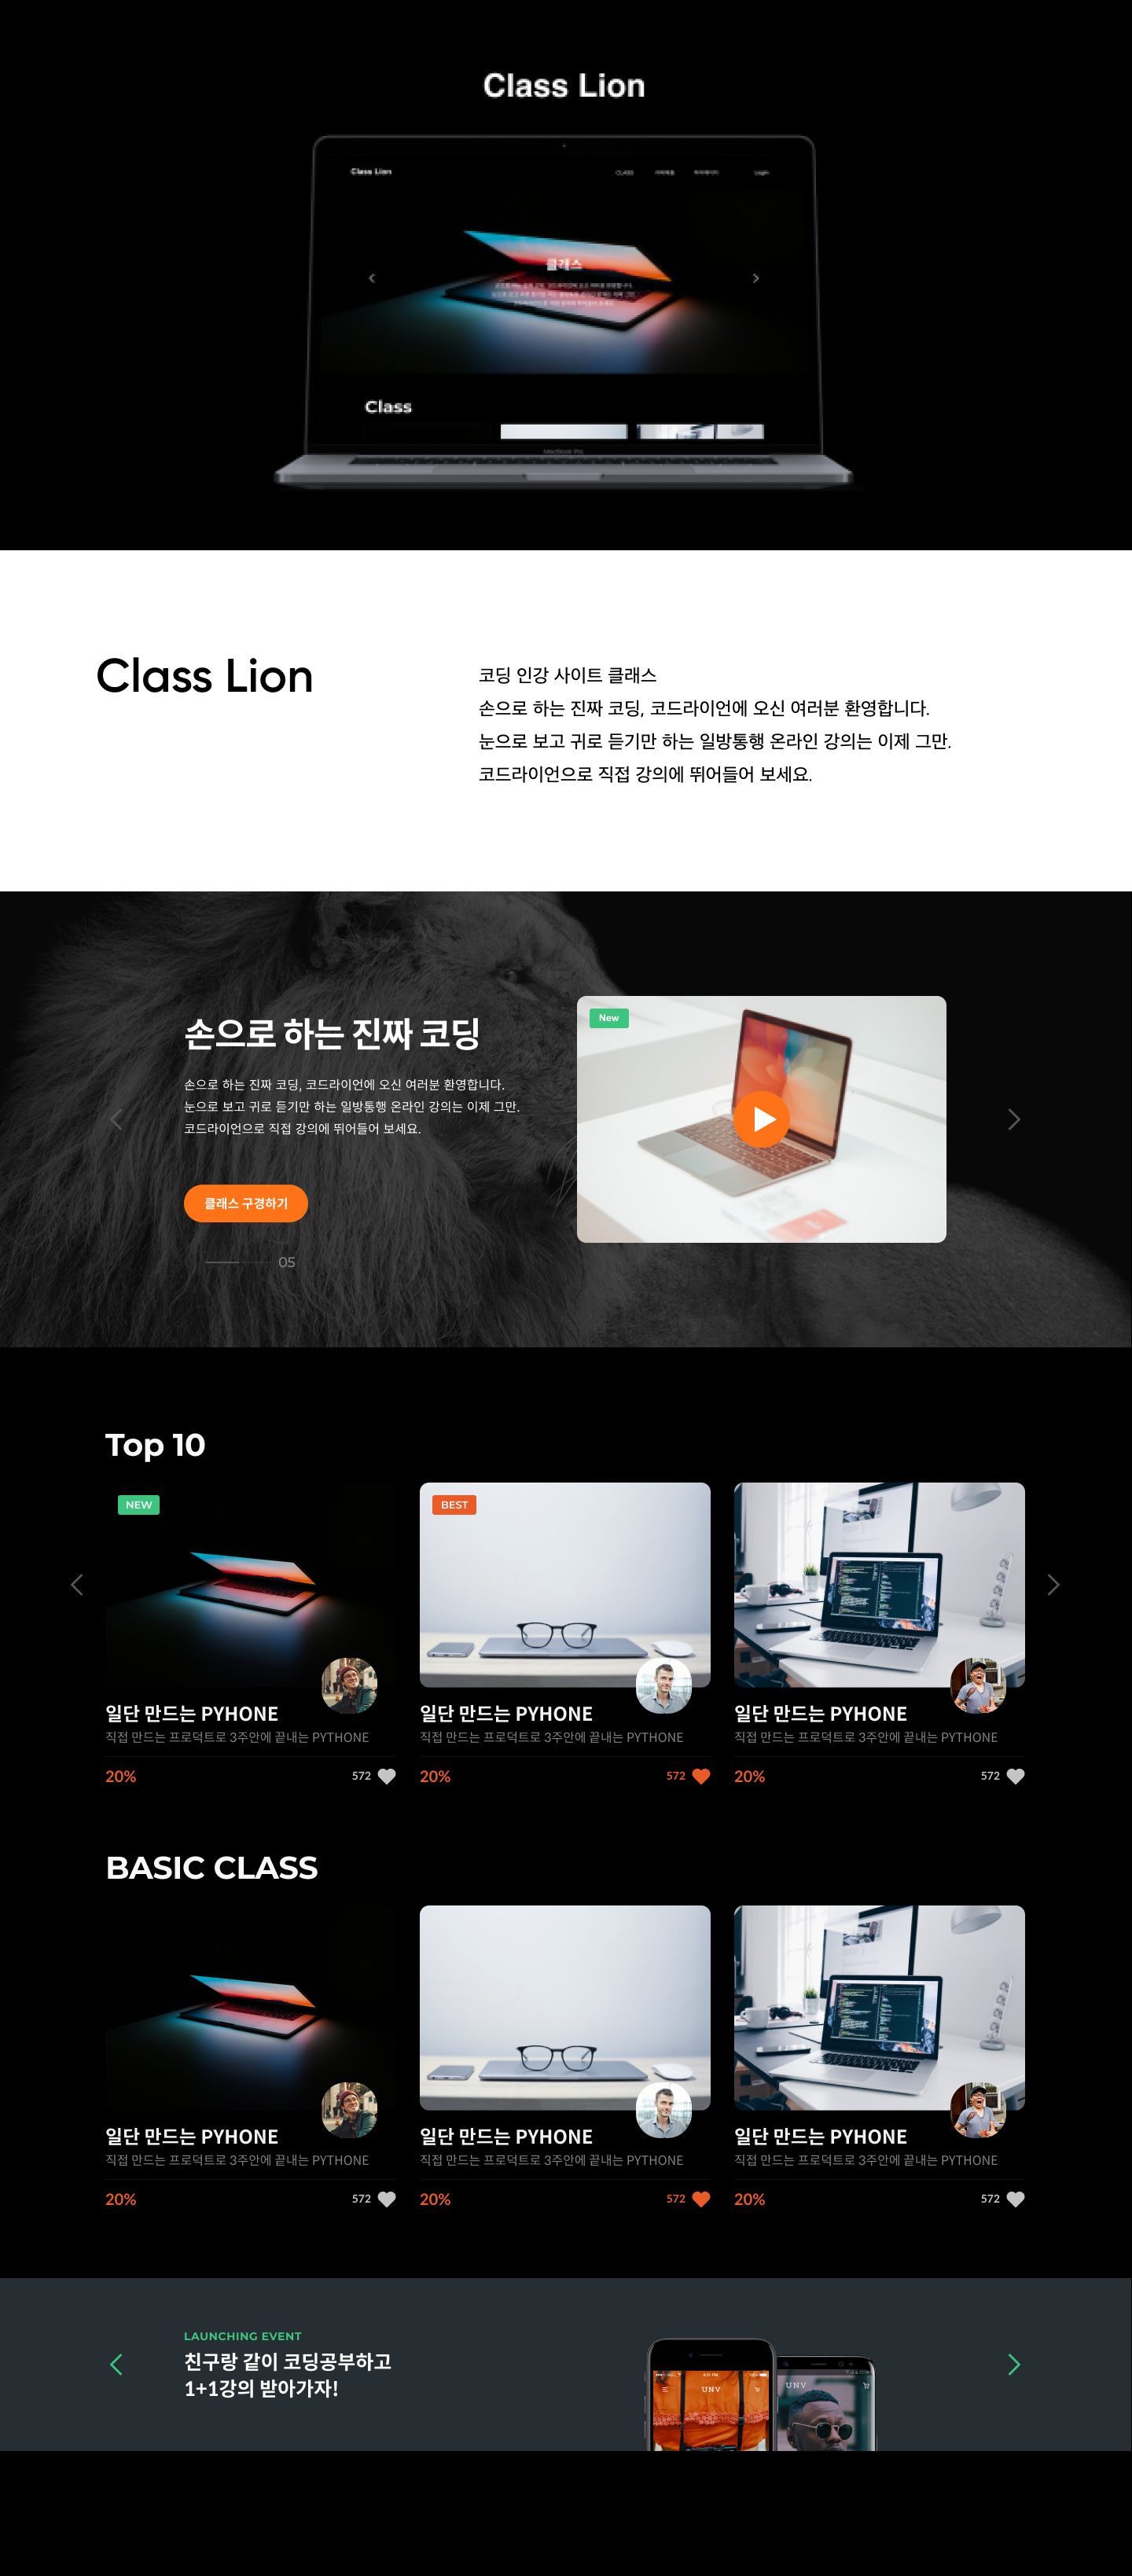 Class Lion
Class Lion
CLASS
Login
클래스
Class
MacBook Pro
Class Lion
코딩 인강 사이트 클래스
손으로 하는 진짜 코딩, 코드라이언에 오신 여러분 환영합니다.
눈으로 보고 귀로 듣기만 하는 일방통행 온라인 강의는 이제 그만.
코드라이언으로 직접 강의에 뛰어들어 보세요.
손으로 하는 진짜 코딩
손으로 하는 진짜 코딩, 코드라이언에 오신 여러분 환영합니다.
눈으로 보고 귀로 듣기만 하는 일방통행 온라인 강의는 이제 그만.
코드라이언으로 직접 강의에 뛰어들어 보세요.
클래스 구경하기
05
New
Top 10
NEW
BEST
일단 만드는 PYHONE
직접 만드는 프로덕트로 3주안에 끝내는 PYTHONE
20%
572
일단 만드는 PYHONE
직접 만드는 프로덕트로 3주안에 끝내는 PYTHONE
20%
572
일단 만드는 PYHONE
직접 만드는 프로덕트로 3주안에 끝내는 PYTHONE
20%
572
BASIC CLASS
일단 만드는 PYHONE
직접 만드는 프로덕트로 3주안에 끝내는 PYTHONE
20%
572
일단 만드는 PYHONE
직접 만드는 프로덕트로 3주안에 끝내는 PYTHONE
20%
572
일단 만드는 PYHONE
직접 만드는 프로덕트로 3주안에 끝내는 PYTHONE
20%
572
LAUNCHING EVENT
친구랑 같이 코딩공부하고
1+1강의 받아가자!
UNV
UNV